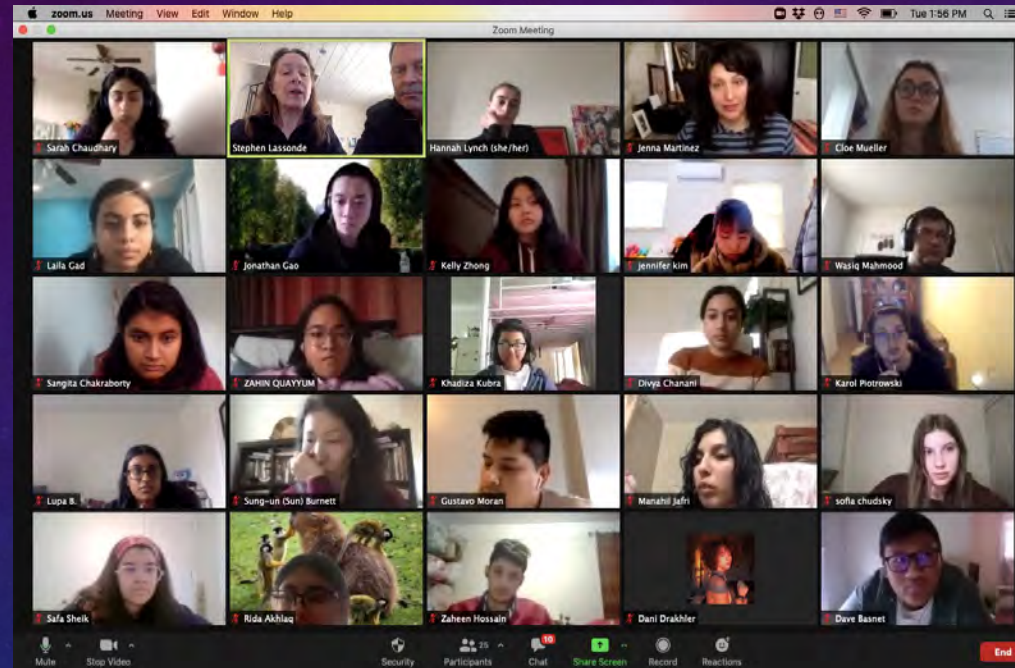 zoom.us Meeting View Edit Window Help Tue 1:56 PM
Zoom Meeting
Sarah Chaudhary Stephen Lassonde Hannah Lynch (she/her) Jenna Martinez Cloe Mueller
Laila Gad Jonathan Gao Kelly Zhong jennifer kim Wasiq Mahmood
Sangita Chakraborty ZAHIN QUAYYUM Khadiza Kubra Divya Chanani Karol Piotrowski
Lupa B. Sung-un (Sun) Burnett Gustavo Moran Manahil Jafri sofia chudsky
Safa Sheik Rida Akhlaq Zaheen Hossain Dani Drakhler Dave Basnet
25 10
Mute Stop Video Security Participants Chat Share Screen Record Reactions End